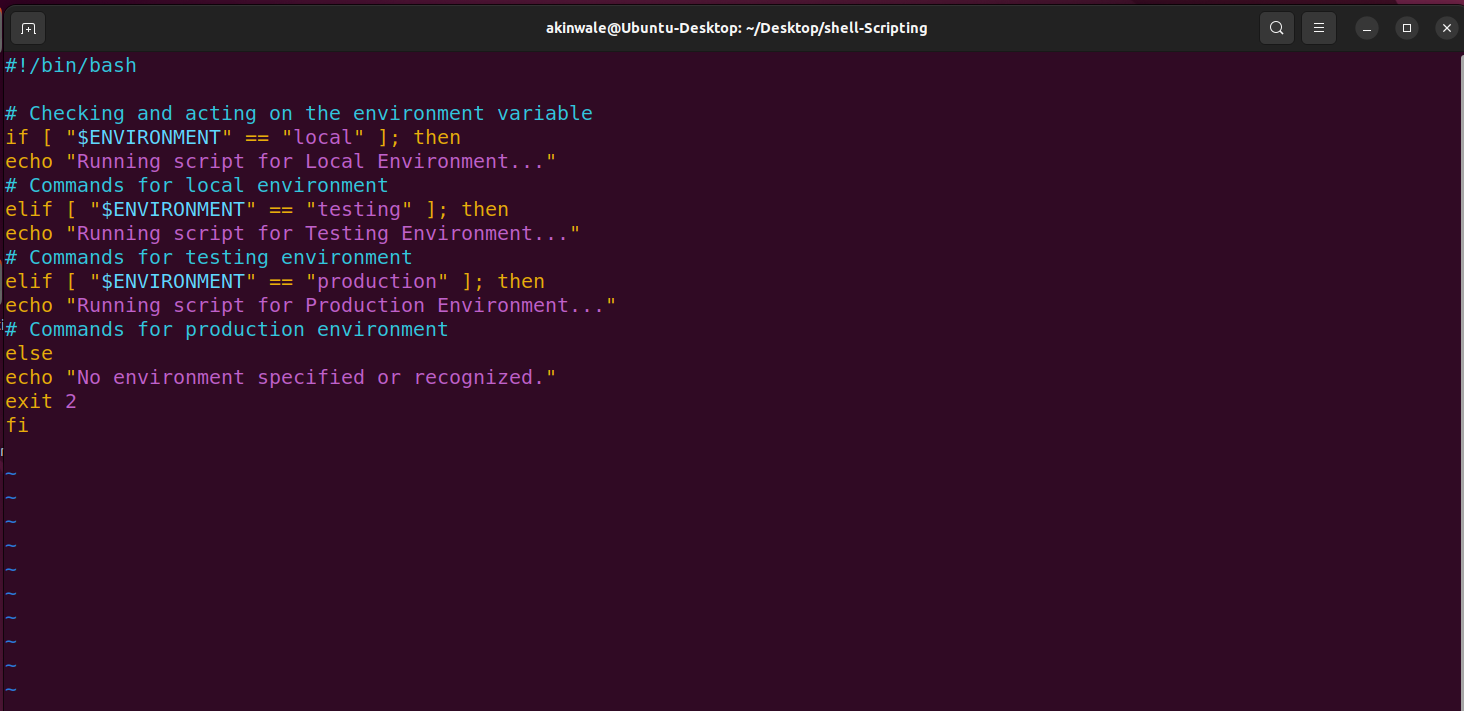 akinwale@Ubuntu-Desktop: ~/Desktop/shell-Scripting
#!/bin/bash

# Checking and acting on the environment variable
if [ "$ENVIRONMENT" == "local" ]; then
echo "Running script for Local Environment..."
# Commands for local environment
elif [ "$ENVIRONMENT" == "testing" ]; then
echo "Running script for Testing Environment..."
# Commands for testing environment
elif [ "$ENVIRONMENT" == "production" ]; then
echo "Running script for Production Environment..."
# Commands for production environment
else
echo "No environment specified or recognized."
exit 2
fi

~
~
~
~
~
~
~
~
~
~